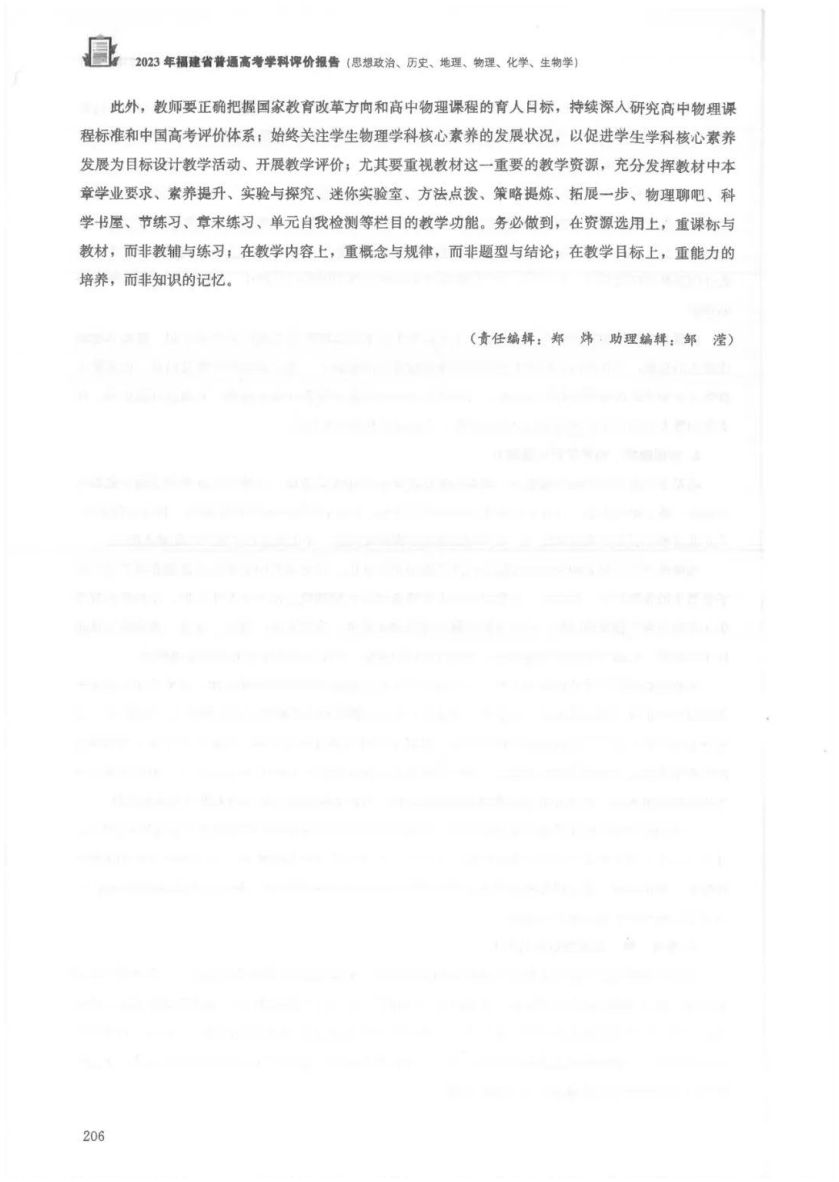 2023 年福建省普通高考学科评价报告（思想政治、历史、地理、物理、化学、生物学）
此外，教师要正确把握国家教育改革方向和高中物理课程的育人目标，持续深入研究高中物理课
程标准和中国高考评价体系；始终关注学生物理学科核心素养的发展状况，以促进学生学科核心素养
发展为目标设计教学活动、开展教学评价；尤其要重视教材这一重要的教学资源，充分发挥教材中本
章学业要求、素养提升、实验与探究、迷你实验室、方法点拨、策略提炼、拓展一步、物理聊吧、科
学书屋、节练习、章末练习、单元自我检测等栏目的教学功能。务必做到，在资源选用上，重课标与
教材，而非教辅与练习；在教学内容上，重概念与规律，而非题型与结论；在教学目标上，重能力的
培养，而非知识的记忆。
（责任编辑：郑　炜　助理编辑：邹　滢）
206